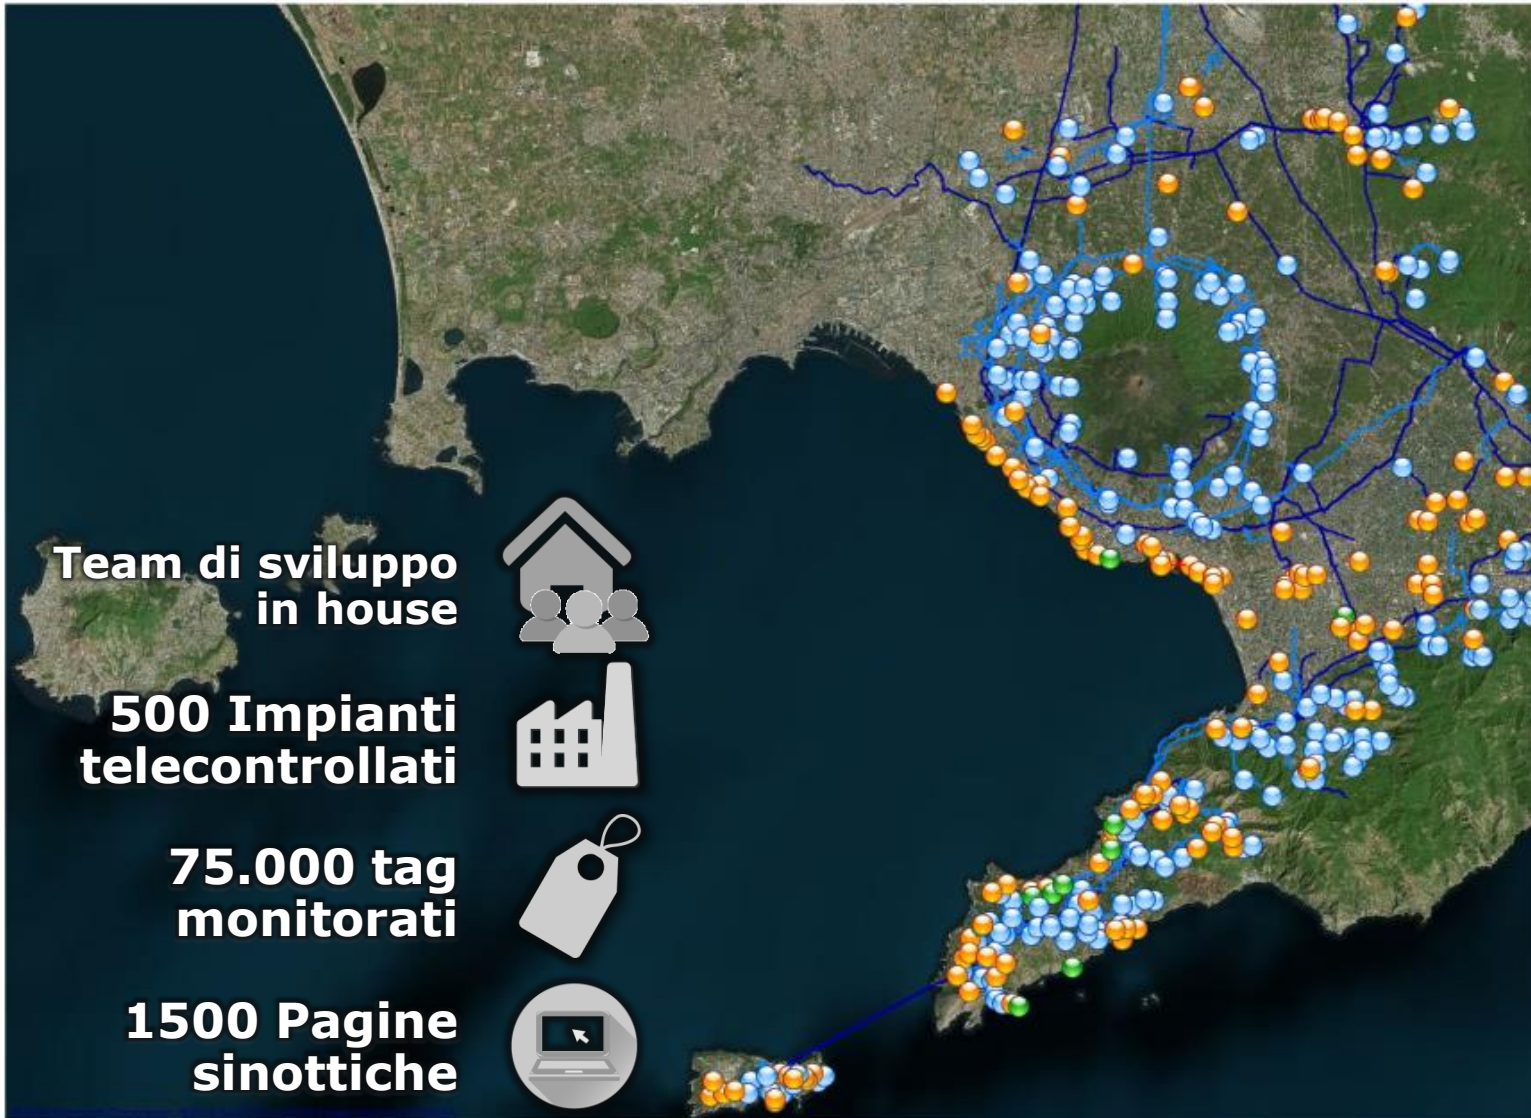 Team di sviluppo
in house
500 Impianti
telecontrollati
75.000 tag
monitorati
1500 Pagine
sinottiche